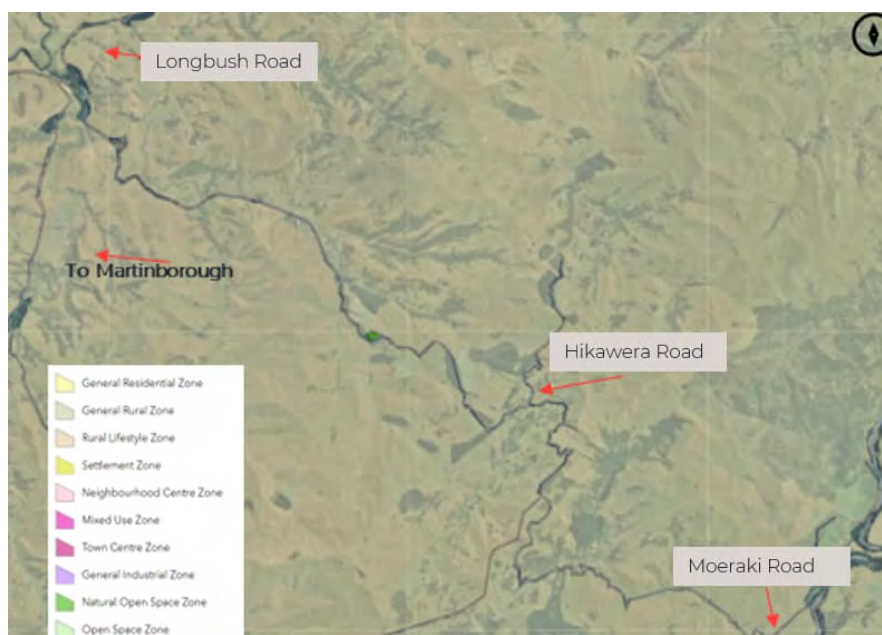 Longbush Road
To Martinborough
Hikawera Road
General Residential Zone
General Rural Zone
Rural Lifestyle Zone
Settlement Zone
Neighbourhood Centre Zone
Mixed Use Zone
Town Centre Zone
General Industrial Zone
Natural Open Space Zone
Open Space Zone
Moeraki Road